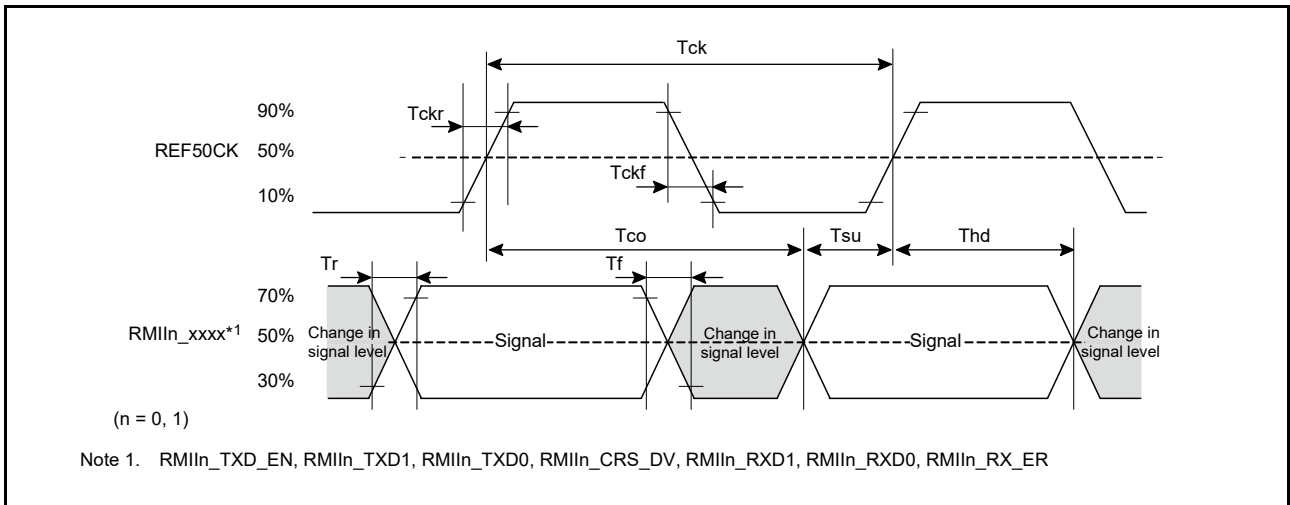 Tck
90%
Tckr
REF50CK 50%
Tckf
10%
Tco Tsu Thd
Tr Tf
70%
RMIIn_xxxx*1 50% Change in signal level Signal Change in signal level Signal Change in signal level
30%
(n = 0, 1)
Note 1. RMIIn_TXD_EN, RMIIn_TXD1, RMIIn_TXD0, RMIIn_CRS_DV, RMIIn_RXD1, RMIIn_RXD0, RMIIn_RX_ER